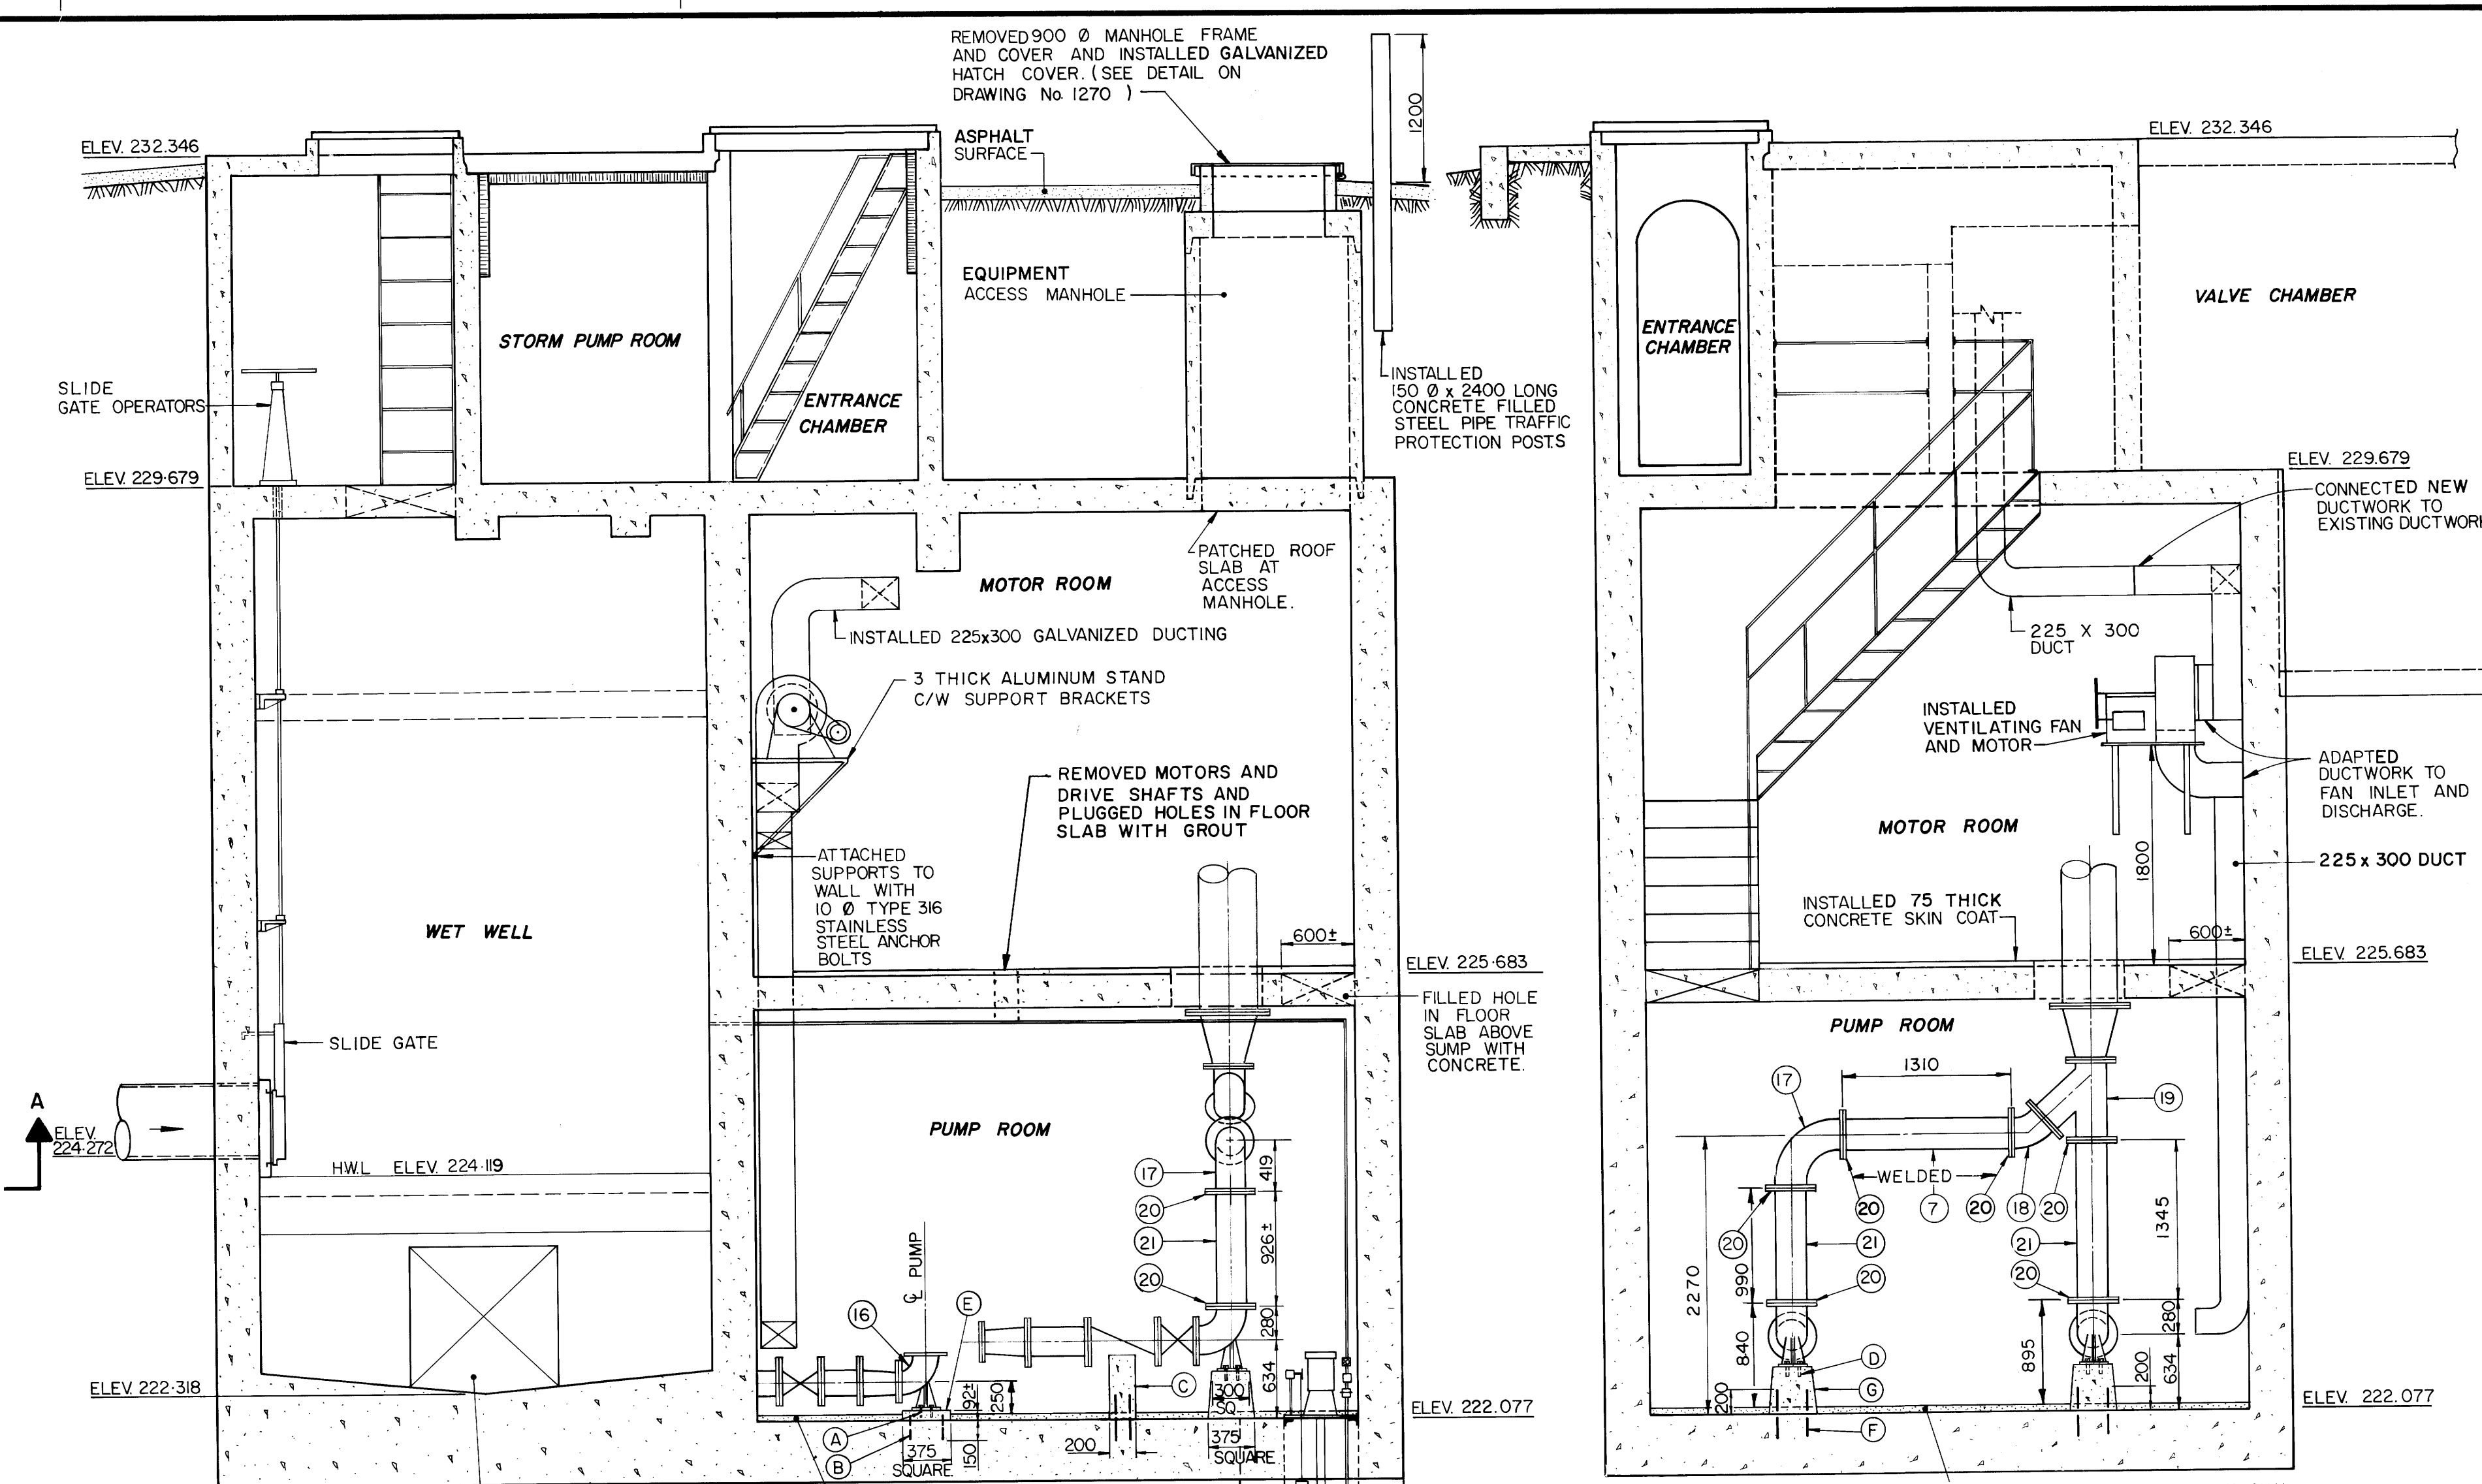 REMOVED 900 Ø MANHOLE FRAME
AND COVER AND INSTALLED GALVANIZED
HATCH COVER. (SEE DETAIL ON
DRAWING No. 1270 )
1200
ELEV. 232.346
ASPHALT
SURFACE
ELEV. 232.346
EQUIPMENT
ACCESS MANHOLE
VALVE CHAMBER
STORM PUMP ROOM
ENTRANCE
CHAMBER
ENTRANCE
CHAMBER
SLIDE
GATE OPERATORS
INSTALLED
150 Ø x 2400 LONG
CONCRETE FILLED
STEEL PIPE TRAFFIC
PROTECTION POSTS
ELEV. 229.679
ELEV. 229.679
CONNECTED NEW
DUCTWORK TO
EXISTING DUCTWORK
PATCHED ROOF
SLAB AT
ACCESS
MANHOLE.
MOTOR ROOM
INSTALLED 225x300 GALVANIZED DUCTING
225 X 300
DUCT
3 THICK ALUMINUM STAND
C/W SUPPORT BRACKETS
INSTALLED
VENTILATING FAN
AND MOTOR
ADAPTED
DUCTWORK TO
FAN INLET AND
DISCHARGE.
REMOVED MOTORS AND
DRIVE SHAFTS AND
PLUGGED HOLES IN FLOOR
SLAB WITH GROUT
MOTOR ROOM
1800
225 x 300 DUCT
ATTACHED
SUPPORTS TO
WALL WITH
10 Ø TYPE 316
STAINLESS
STEEL ANCHOR
BOLTS
INSTALLED 75 THICK
CONCRETE SKIN COAT
WET WELL
600±
600±
ELEV. 225.683
ELEV. 225.683
FILLED HOLE
IN FLOOR
SLAB ABOVE
SUMP WITH
CONCRETE.
SLIDE GATE
PUMP ROOM
1310
17
19
A
ELEV.
224.272
PUMP ROOM
H.W.L ELEV. 224.119
17
419
WELDED
20
20
7
20
18
20
1345
21
926±
20
20
21
990
20
21
20
2270
℄ PUMP
E
16
280
634
840
895
280
200
634
D
G
200
F
ELEV. 222.318
92±
250
C
300
SQ.
ELEV. 222.077
ELEV. 222.077
A
B
375
SQUARE
150
200
375
SQUARE